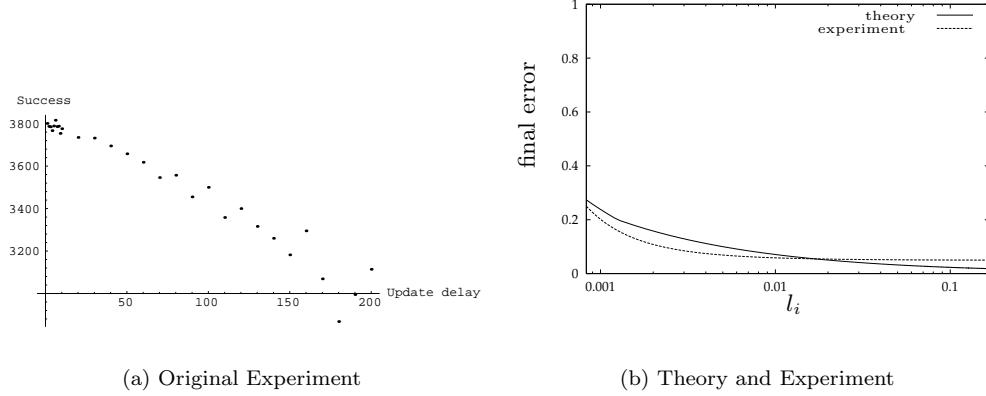 Success
3800
3600
3400
3200
50
100
150
200
Update delay
(a) Original Experiment
1
0.8
0.6
0.4
0.2
0
final error
theory
experiment
0.001
0.01
0.1
l_i
(b) Theory and Experiment